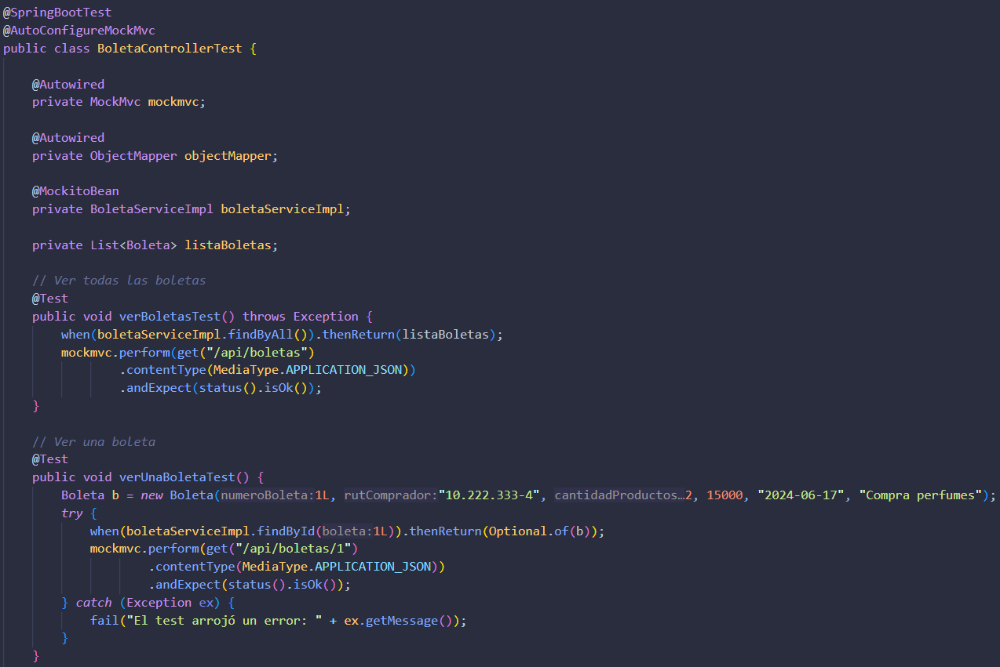 @SpringBootTest
@AutoConfigureMockMvc
public class BoletaControllerTest {
@Autowired
private MockMvc mockmvc;
@Autowired
private ObjectMapper objectMapper;
@MockitoBean
private BoletaServiceImpl boletaServiceImpl;
private List<Boleta> listaBoletas;
// Ver todas las boletas
@Test
public void verBoletasTest() throws Exception {
when(boletaServiceImpl.findByAll()).thenReturn(listaBoletas);
mockmvc.perform(get("/api/boletas")
.contentType(MediaType.APPLICATION_JSON))
.andExpect(status().isOk());
}
// Ver una boleta
@Test
public void verUnaBoletaTest() {
Boleta b = new Boleta(numeroBoleta:1L, rutComprador:"10.222.333-4", cantidadProductos…2, 15000, "2024-06-17", "Compra perfumes");
try {
when(boletaServiceImpl.findById(boleta:1L)).thenReturn(Optional.of(b));
mockmvc.perform(get("/api/boletas/1")
.contentType(MediaType.APPLICATION_JSON))
.andExpect(status().isOk());
} catch (Exception ex) {
fail("El test arrojó un error: " + ex.getMessage());
}
}